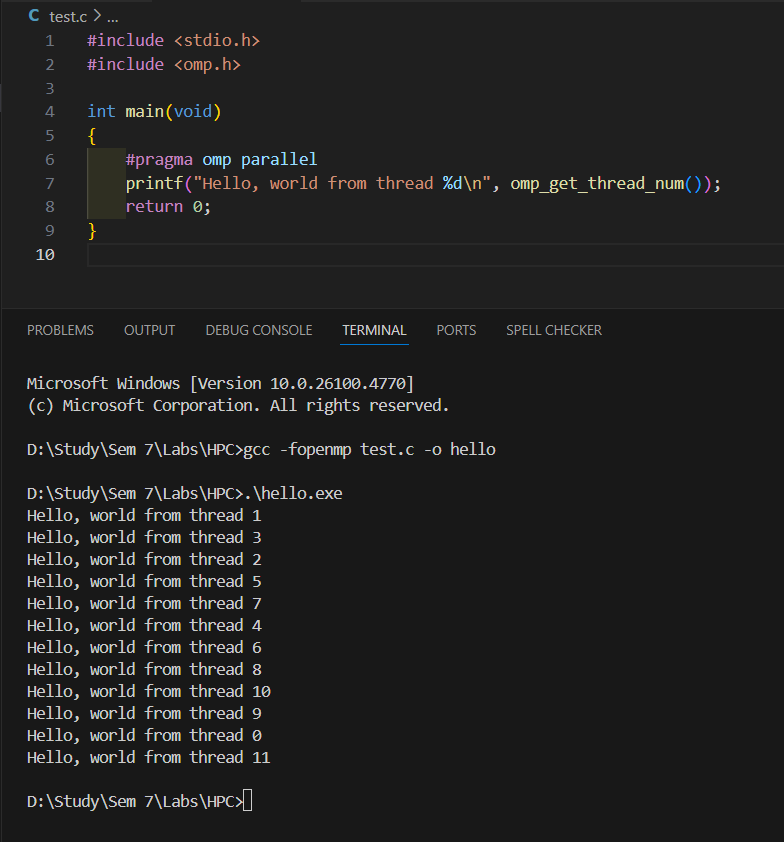 C test.c > ...
1 #include <stdio.h>
2 #include <omp.h>
3
4 int main(void)
5 {
6     #pragma omp parallel
7     printf("Hello, world from thread %d\n", omp_get_thread_num());
8     return 0;
9 }
10
PROBLEMS OUTPUT DEBUG CONSOLE TERMINAL PORTS SPELL CHECKER
Microsoft Windows [Version 10.0.26100.4770]
(c) Microsoft Corporation. All rights reserved.
D:\Study\Sem 7\Labs\HPC>gcc -fopenmp test.c -o hello
D:\Study\Sem 7\Labs\HPC>.\hello.exe
Hello, world from thread 1
Hello, world from thread 3
Hello, world from thread 2
Hello, world from thread 5
Hello, world from thread 7
Hello, world from thread 4
Hello, world from thread 6
Hello, world from thread 8
Hello, world from thread 10
Hello, world from thread 9
Hello, world from thread 0
Hello, world from thread 11
D:\Study\Sem 7\Labs\HPC>